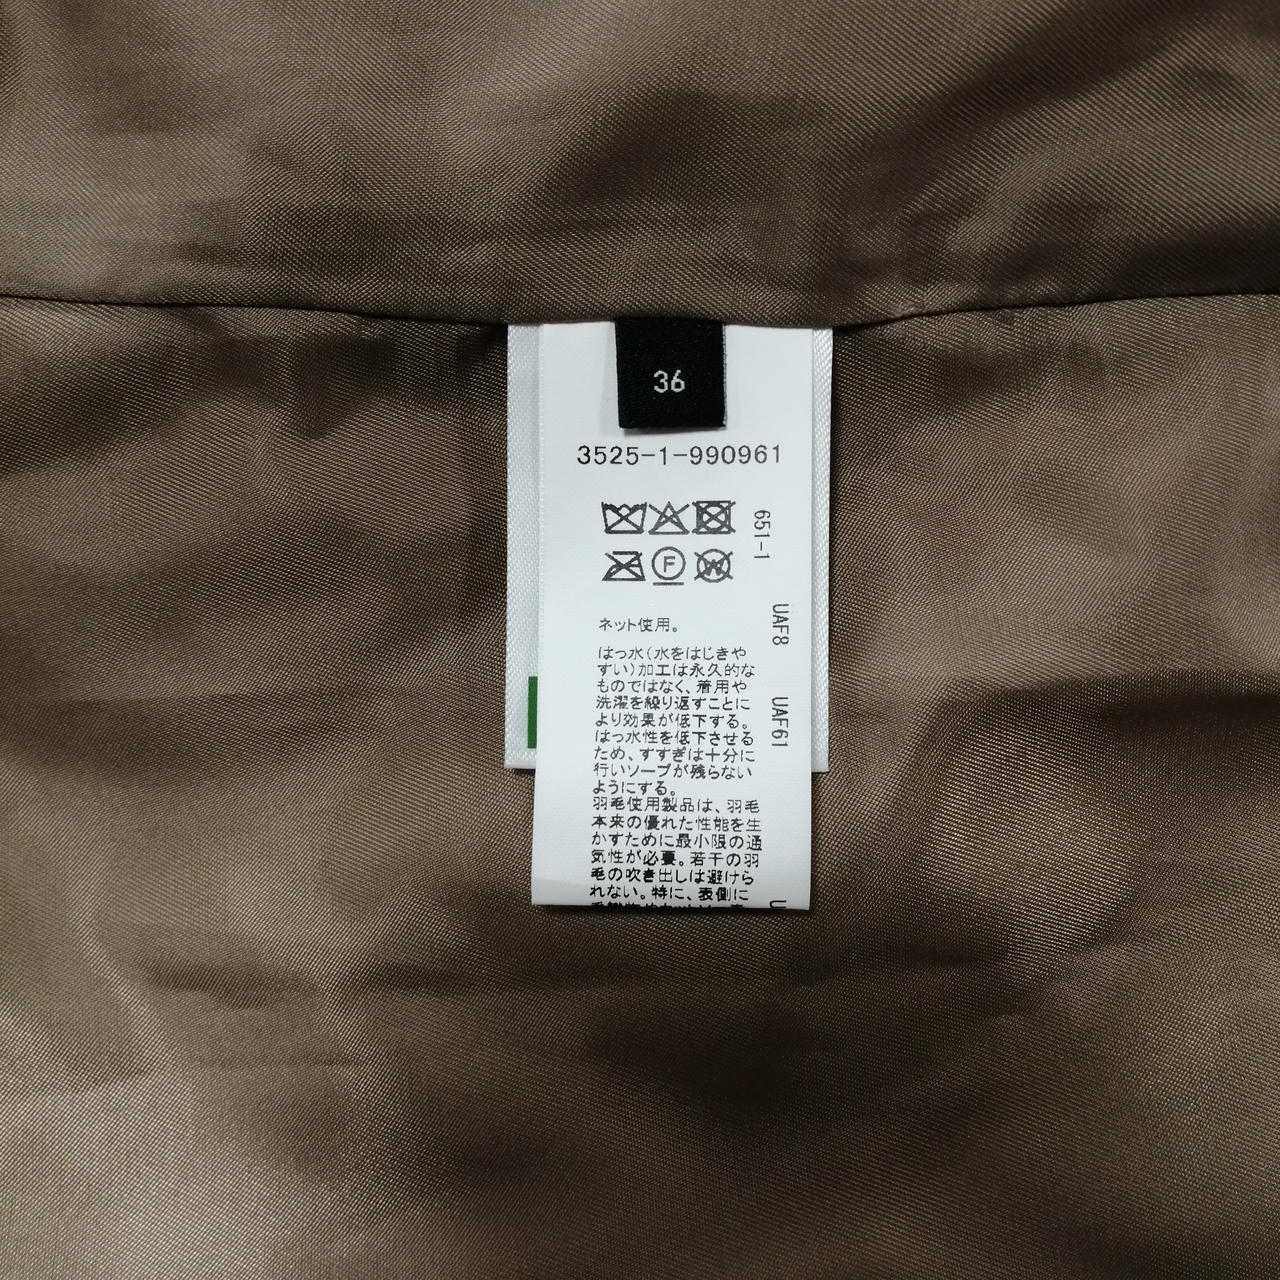 36
3525-1-990961
F
W
651-1
UAF8
UAF61
ネット使用。
はっ水(水をはじきや
すい)加工は永久的な
ものではなく、着用や
洗濯を繰り返すことに
より効果が低下する。
はっ水性を低下させる
ため、すすぎは十分に
行いソープが残らない
ようにする。
羽毛使用製品は、羽毛
本来の優れた性能を生
かすために最小限の通
気性が必要。若干の羽
毛の吹き出しは避けら
れない。特に、表側に
U